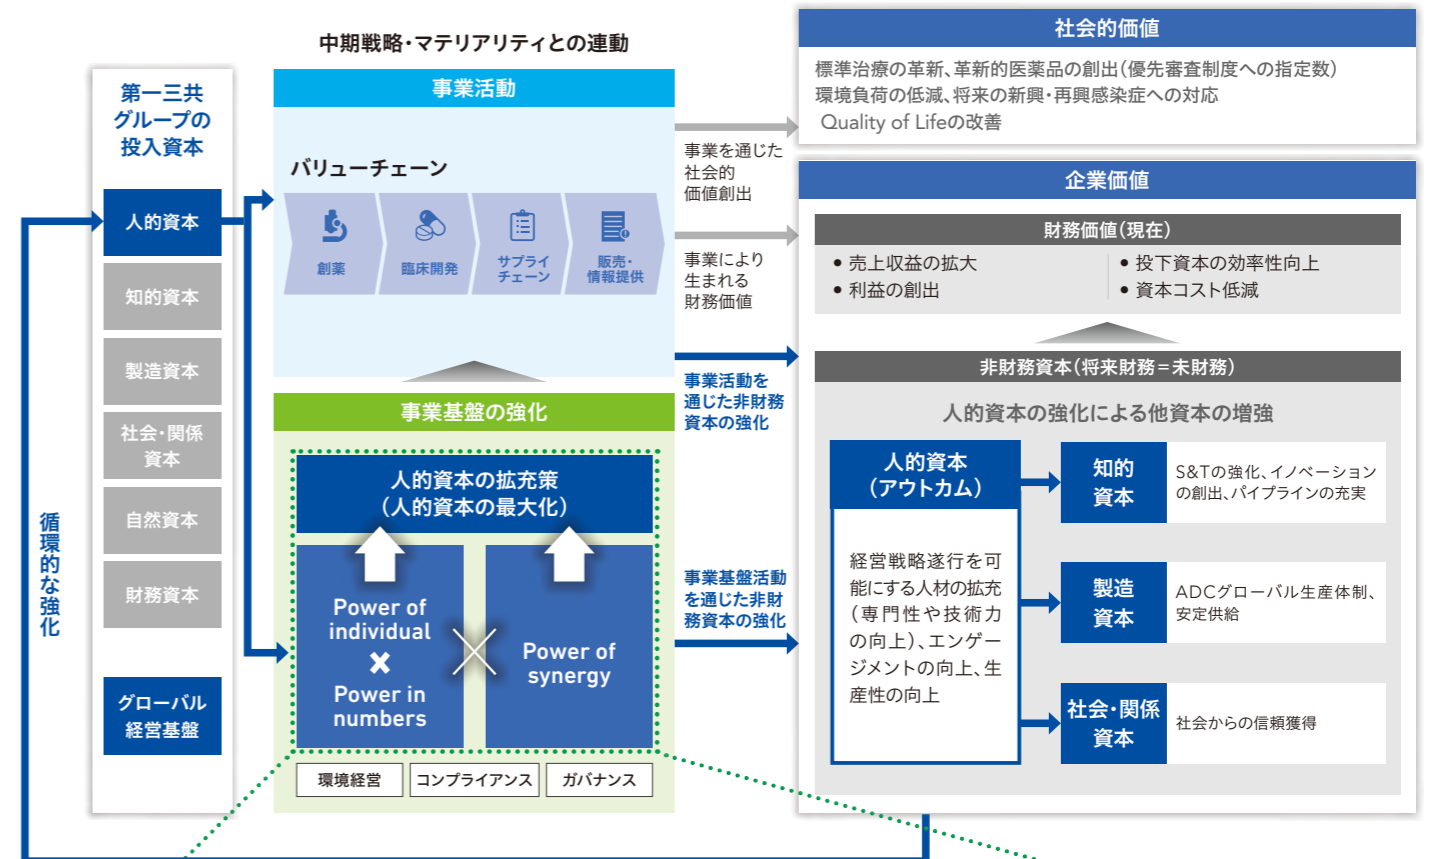 中期戦略・マテリアリティとの連動
第一三共
グループの
投入資本
人的資本
知的資本
製造資本
社会・関係
資本
自然資本
財務資本
グローバル
経営基盤
循環的な強化
事業活動
バリューチェーン
創薬
臨床開発
サプライ
チェーン
販売・
情報提供
事業基盤の強化
人的資本の拡充策
（人的資本の最大化）
Power of
individual
×
Power in
numbers
×
Power of
synergy
環境経営
コンプライアンス
ガバナンス
事業を通じた
社会的
価値創出
事業により
生まれる
財務価値
事業活動を
通じた非財務
資本の強化
事業基盤活動
を通じた非財
務資本の強化
社会的価値
標準治療の革新、革新的医薬品の創出（優先審査制度への指定数）
環境負荷の低減、将来の新興・再興感染症への対応
Quality of Lifeの改善
企業価値
財務価値（現在）
● 売上収益の拡大
● 利益の創出
● 投下資本の効率性向上
● 資本コスト低減
非財務資本（将来財務＝未財務）
人的資本の強化による他資本の増強
人的資本
（アウトカム）
経営戦略遂行を可
能にする人材の拡充
（専門性や技術力
の向上）、エンゲー
ジメントの向上、生
産性の向上
知的
資本
S&Tの強化、イノベーション
の創出、パイプラインの充実
製造
資本
ADCグローバル生産体制、
安定供給
社会・関係
資本
社会からの信頼獲得